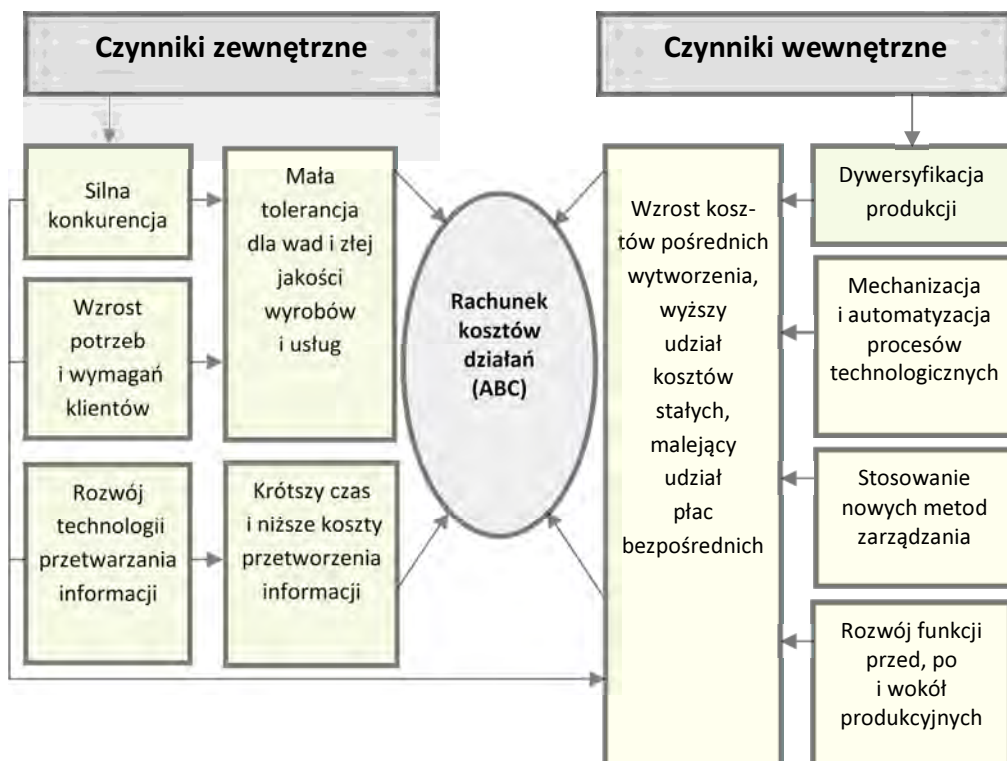 Czynniki zewnętrzne
Czynniki wewnętrzne
Silna
konkurencja
Wzrost
potrzeb
i wymagań
klientów
Rozwój
technologii
przetwarzania
informacji
Mała
tolerancja
dla wad i złej
jakości
wyrobów
i usług
Krótszy czas
i niższe koszty
przetworzenia
informacji
Rachunek
kosztów
działań
(ABC)
Wzrost kosz-
tów pośrednich
wytworzenia,
wyższy
udział
kosztów
stałych,
malejący
udział
płac
bezpośrednich
Dywersyfikacja
produkcji
Mechanizacja
i automatyzacja
procesów
technologicznych
Stosowanie
nowych metod
zarządzania
Rozwój funkcji
przed, po
i wokół
produkcyjnych